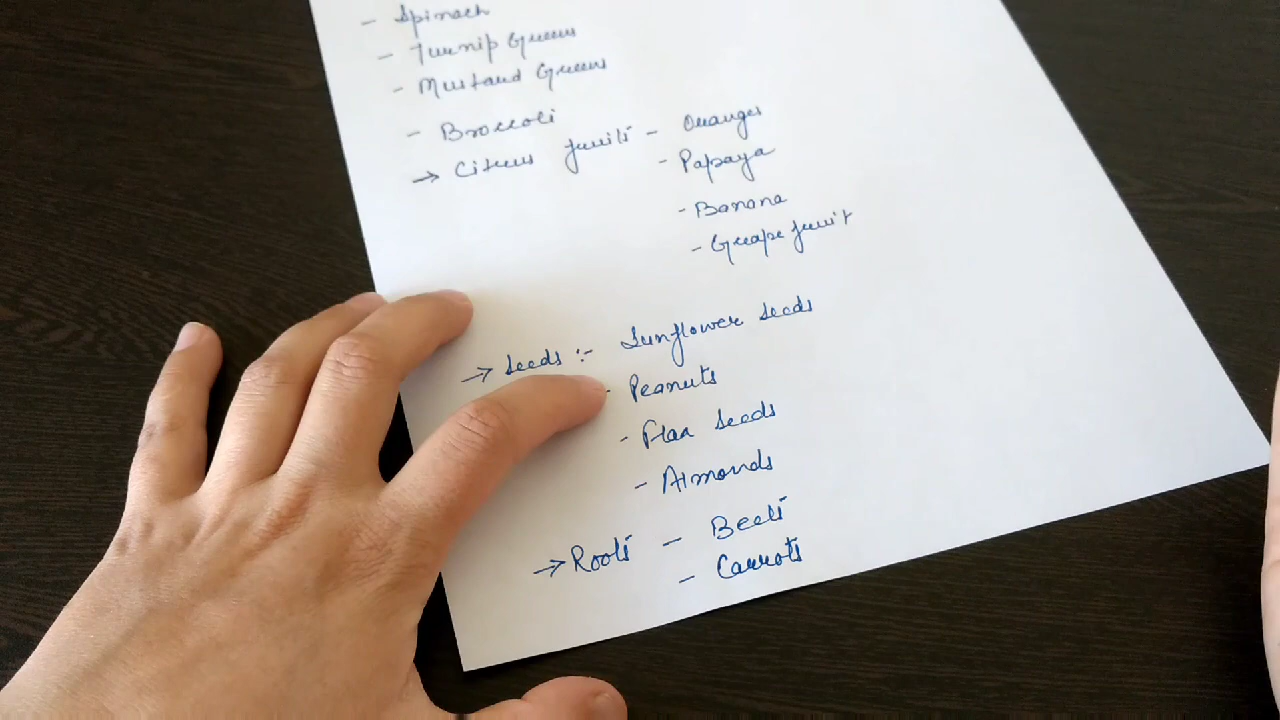 - Spinach
- Turnip Greens
- Mustard Greens
- Broccoli
→ Citrus fruits - Oranges
- Papaya
- Banana
- Grape fruit
→ Seeds :- Sunflower seeds
- Peanuts
- Flax seeds
- Almonds
→ Roots - Beets
- Carrots